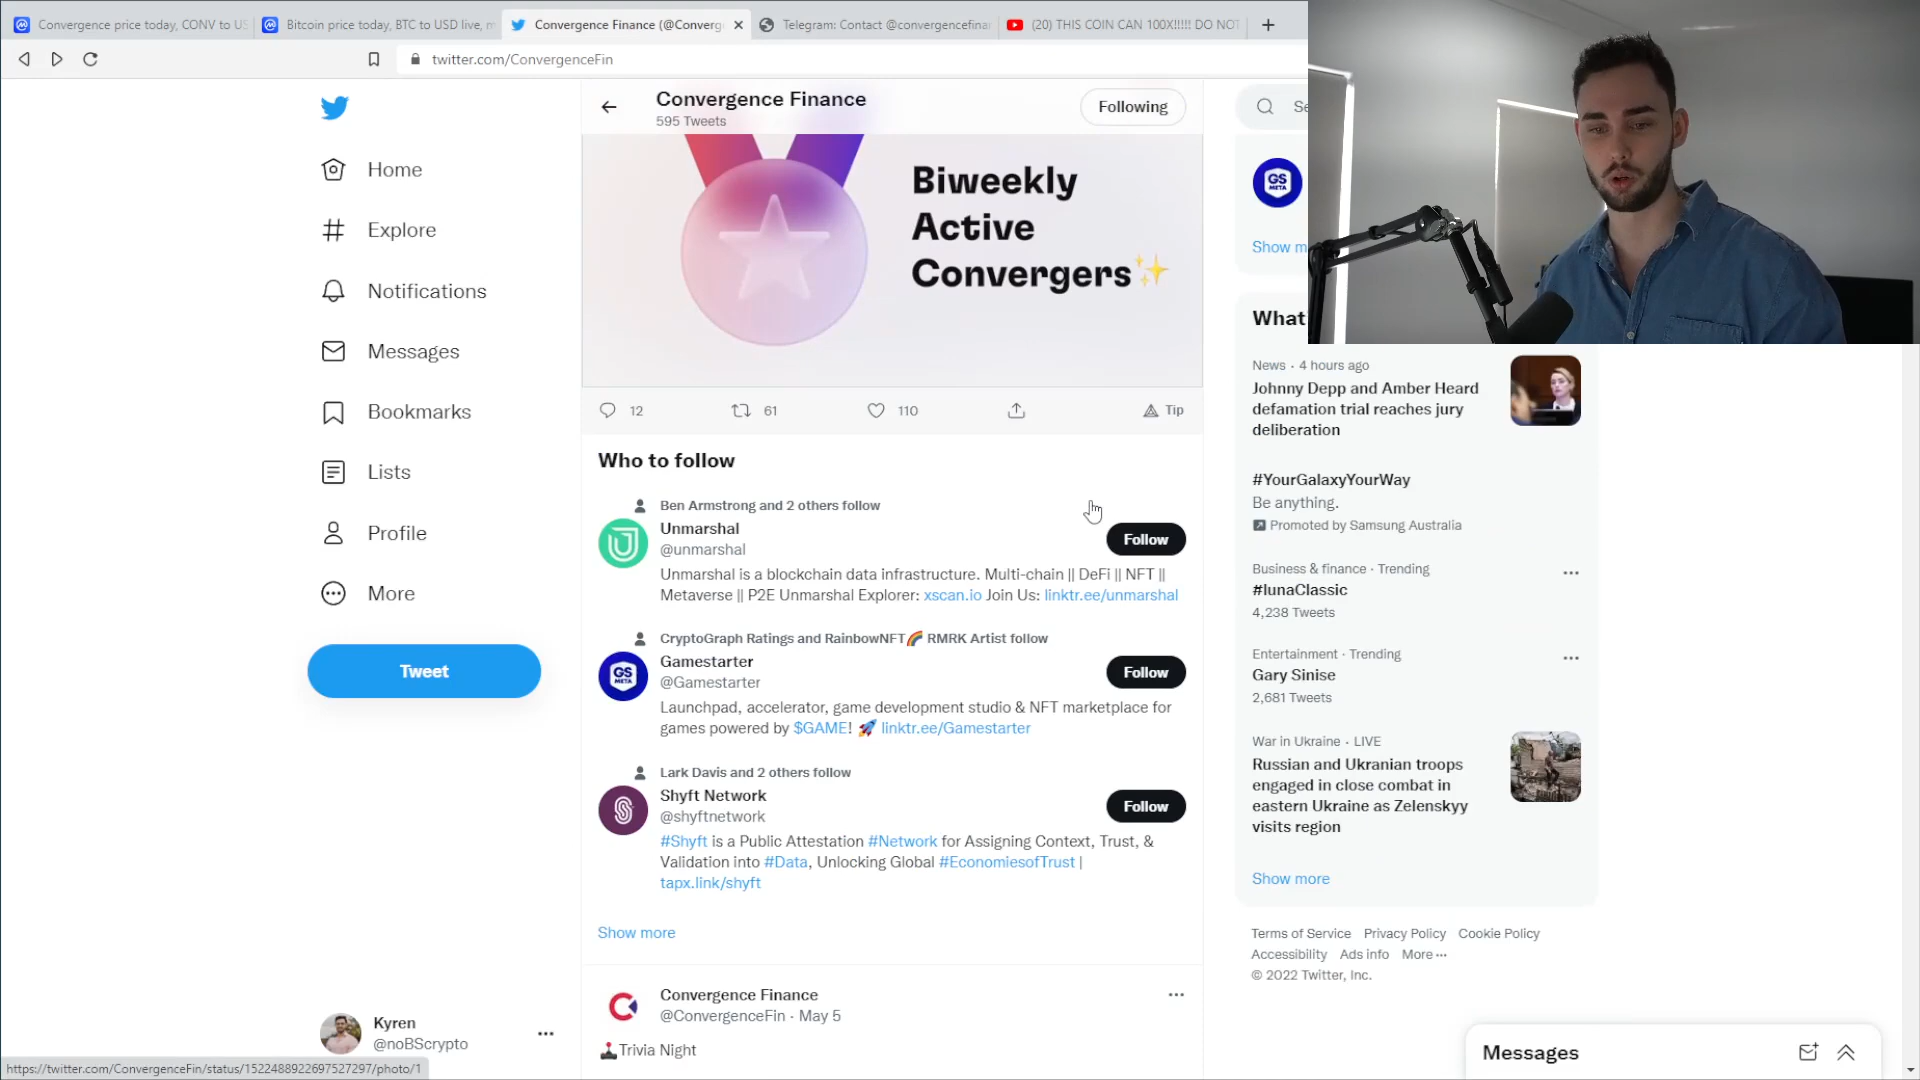 Convergence price today, CONV to US
Bitcoin price today, BTC to USD live, m
Convergence Finance (@Converg
Telegram: Contact @convergencefinan
(20) THIS COIN CAN 100X!!!!! DO NOT
twitter.com/ConvergenceFin
Convergence Finance
595 Tweets
Following
Se
Home
Explore
Notifications
Messages
Bookmarks
Lists
Profile
More
Tweet
Biweekly
Active
Convergers✨
12
61
110
Tip
Who to follow
Ben Armstrong and 2 others follow
Unmarshal
@unmarshal
Follow
Unmarshal is a blockchain data infrastructure. Multi-chain || DeFi || NFT ||
Metaverse || P2E Unmarshal Explorer: xscan.io Join Us: linktr.ee/unmarshal
CryptoGraph Ratings and RainbowNFT🌈 RMRK Artist follow
GS
META
Gamestarter
@Gamestarter
Follow
Launchpad, accelerator, game development studio & NFT marketplace for
games powered by $GAME! 🚀 linktr.ee/Gamestarter
Lark Davis and 2 others follow
Shyft Network
@shyftnetwork
Follow
#Shyft is a Public Attestation #Network for Assigning Context, Trust, &
Validation into #Data, Unlocking Global #EconomiesofTrust |
tapx.link/shyft
Show more
Convergence Finance
@ConvergenceFin · May 5
🕹️Trivia Night
GS
META
Show m
What
News · 4 hours ago
Johnny Depp and Amber Heard
defamation trial reaches jury
deliberation
#YourGalaxyYourWay
Be anything.
Promoted by Samsung Australia
Business & finance · Trending
#lunaClassic
4,238 Tweets
Entertainment · Trending
Gary Sinise
2,681 Tweets
War in Ukraine · LIVE
Russian and Ukranian troops
engaged in close combat in
eastern Ukraine as Zelenskyy
visits region
Show more
Terms of Service Privacy Policy Cookie Policy
Accessibility Ads info More ···
© 2022 Twitter, Inc.
Kyren
@noBScrypto
Messages
https://twitter.com/ConvergenceFin/status/1522488922697527297/photo/1